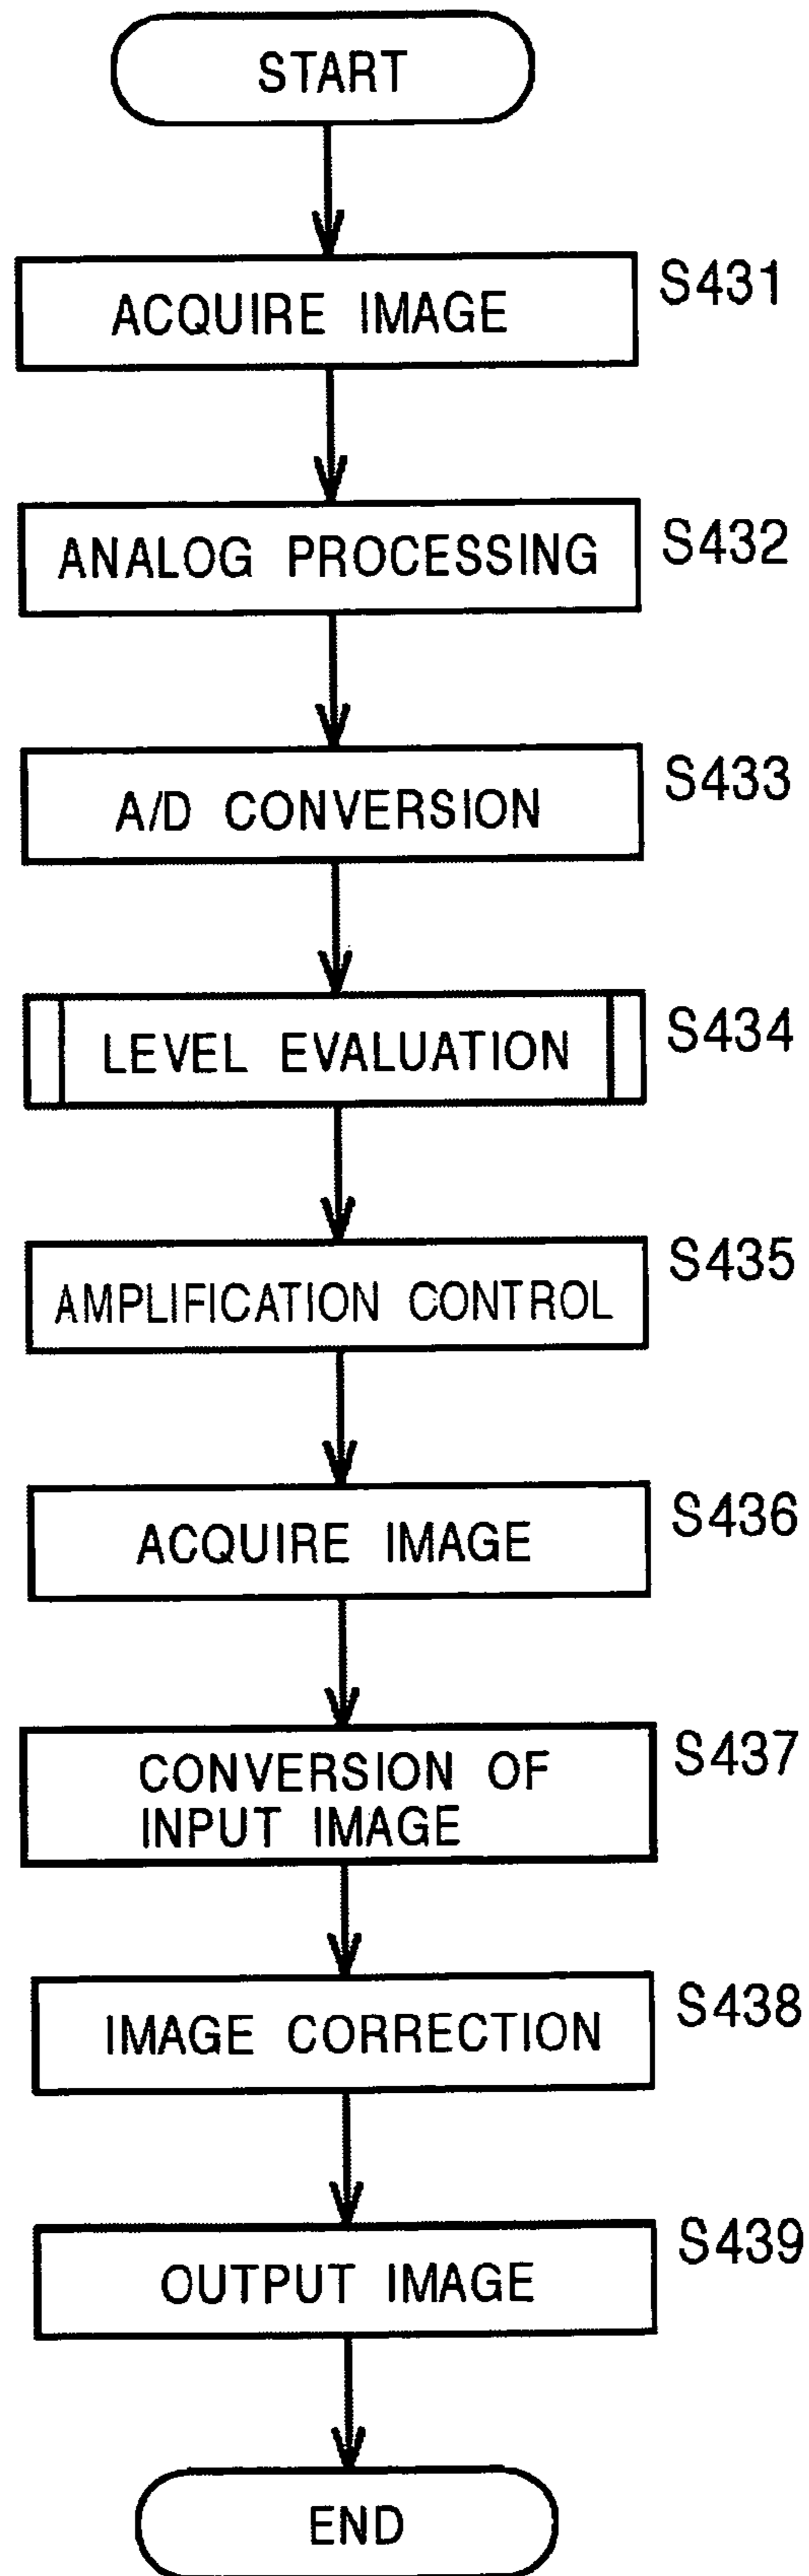 START
ACQUIRE IMAGE S431
ANALOG PROCESSING S432
A/D CONVERSION S433
LEVEL EVALUATION S434
AMPLIFICATION CONTROL S435
ACQUIRE IMAGE S436
CONVERSION OF S437
INPUT IMAGE
IMAGE CORRECTION S438
OUTPUT IMAGE S439
END